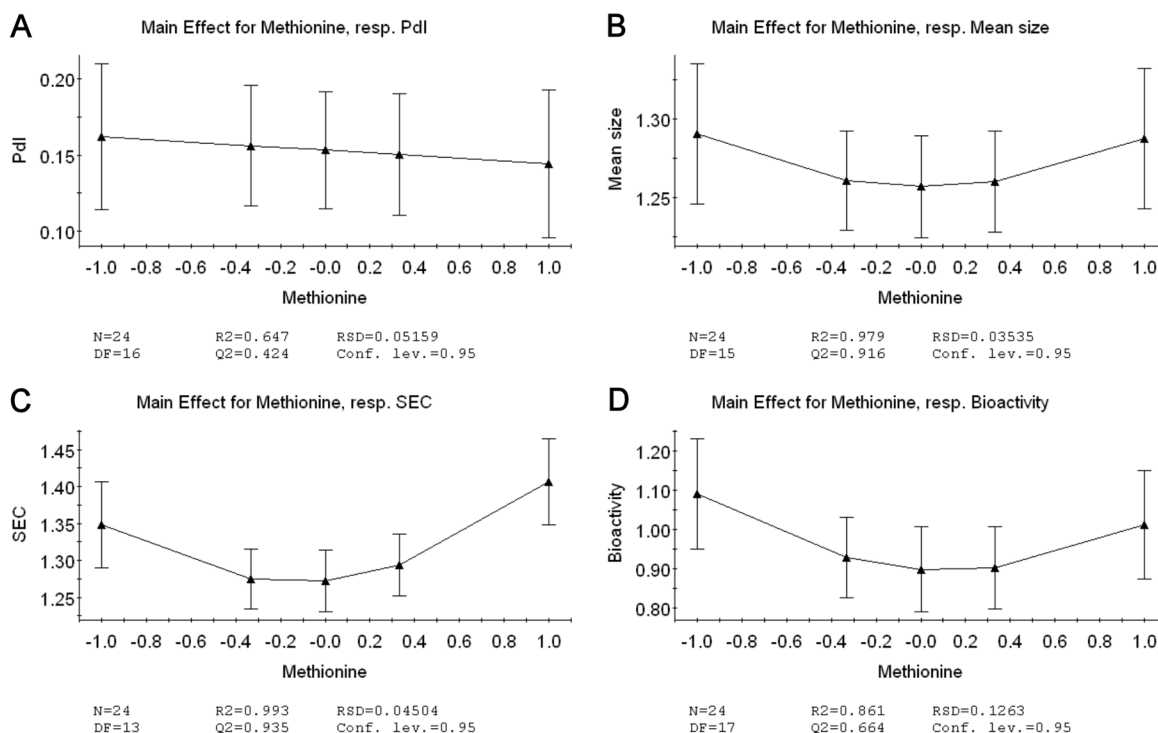 A
Main Effect for Methionine, resp. PdI
0.20
0.15
0.10
PdI
-1.0 -0.8 -0.6 -0.4 -0.2 -0.0 0.2 0.4 0.6 0.8 1.0
Methionine
N=24 R2=0.647 RSD=0.05159
DF=16 Q2=0.424 Conf. lev.=0.95
B
Main Effect for Methionine, resp. Mean size
1.30
1.25
Mean size
-1.0 -0.8 -0.6 -0.4 -0.2 -0.0 0.2 0.4 0.6 0.8 1.0
Methionine
N=24 R2=0.979 RSD=0.03535
DF=15 Q2=0.916 Conf. lev.=0.95
C
Main Effect for Methionine, resp. SEC
1.45
1.40
1.35
1.30
1.25
SEC
-1.0 -0.8 -0.6 -0.4 -0.2 -0.0 0.2 0.4 0.6 0.8 1.0
Methionine
N=24 R2=0.993 RSD=0.04504
DF=13 Q2=0.935 Conf. lev.=0.95
D
Main Effect for Methionine, resp. Bioactivity
1.20
1.10
1.00
0.90
0.80
Bioactivity
-1.0 -0.8 -0.6 -0.4 -0.2 -0.0 0.2 0.4 0.6 0.8 1.0
Methionine
N=24 R2=0.861 RSD=0.1263
DF=17 Q2=0.664 Conf. lev.=0.95